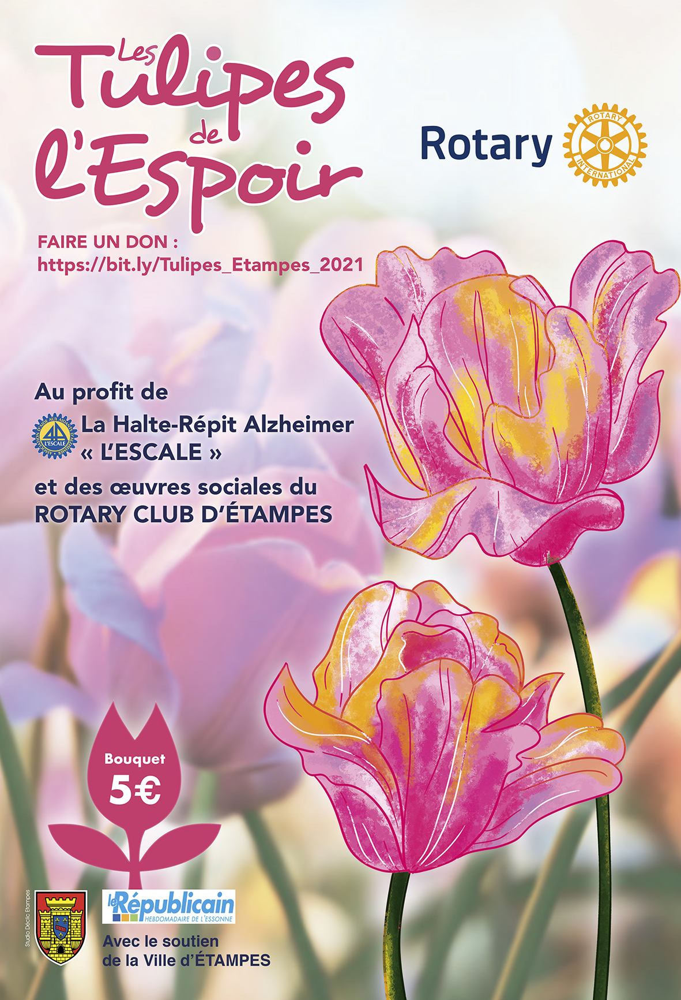 Les
Tulipes
de
l'Espoir
Rotary
ROTARY
INTERNATIONAL
FAIRE UN DON :
https://bit.ly/Tulipes_Etampes_2021
Au profit de
La Halte-Répit Alzheimer
« L’ESCALE »
L'ESCALE
et des œuvres sociales du
ROTARY CLUB D’ÉTAMPES
Bouquet
5€
Studio Déclic Etampes
le Républicain
HEBDOMADAIRE DE L'ESSONNE
Avec le soutien
de la Ville d’ÉTAMPES